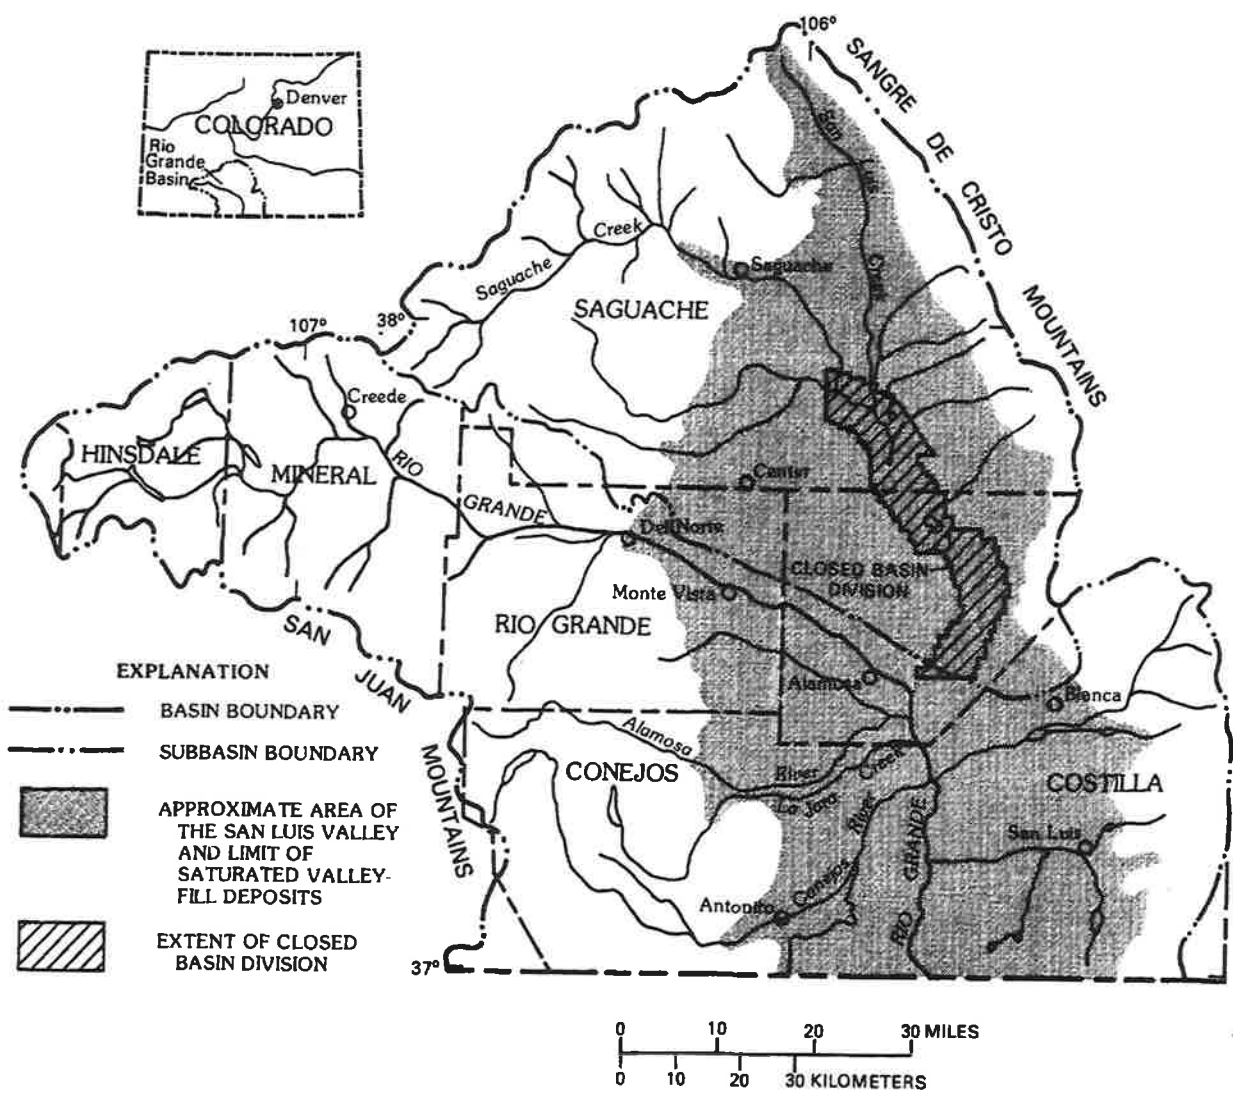 106°
SANGRE DE CRISTO MOUNTAINS
Denver
COLORADO
Rio
Grande
Basin
San Luis Creek
Saguache Creek
Saguache
SAGUACHE
107°
38°
Creede
HINSDALE
MINERAL
RIO GRANDE
Center
Del Norte
CLOSED BASIN
DIVISION
Monte Vista
RIO GRANDE
SAN JUAN MOUNTAINS
Alamosa
Blanca
EXPLANATION
BASIN BOUNDARY
SUBBASIN BOUNDARY
APPROXIMATE AREA OF
THE SAN LUIS VALLEY
AND LIMIT OF
SATURATED VALLEY-
FILL DEPOSITS
EXTENT OF CLOSED
BASIN DIVISION
Alamosa River
CONEJOS
La Jara Creek
COSTILLA
San Luis
Conejos River
RIO GRANDE
Antonito
37°
0 10 20 30 MILES
0 10 20 30 KILOMETERS